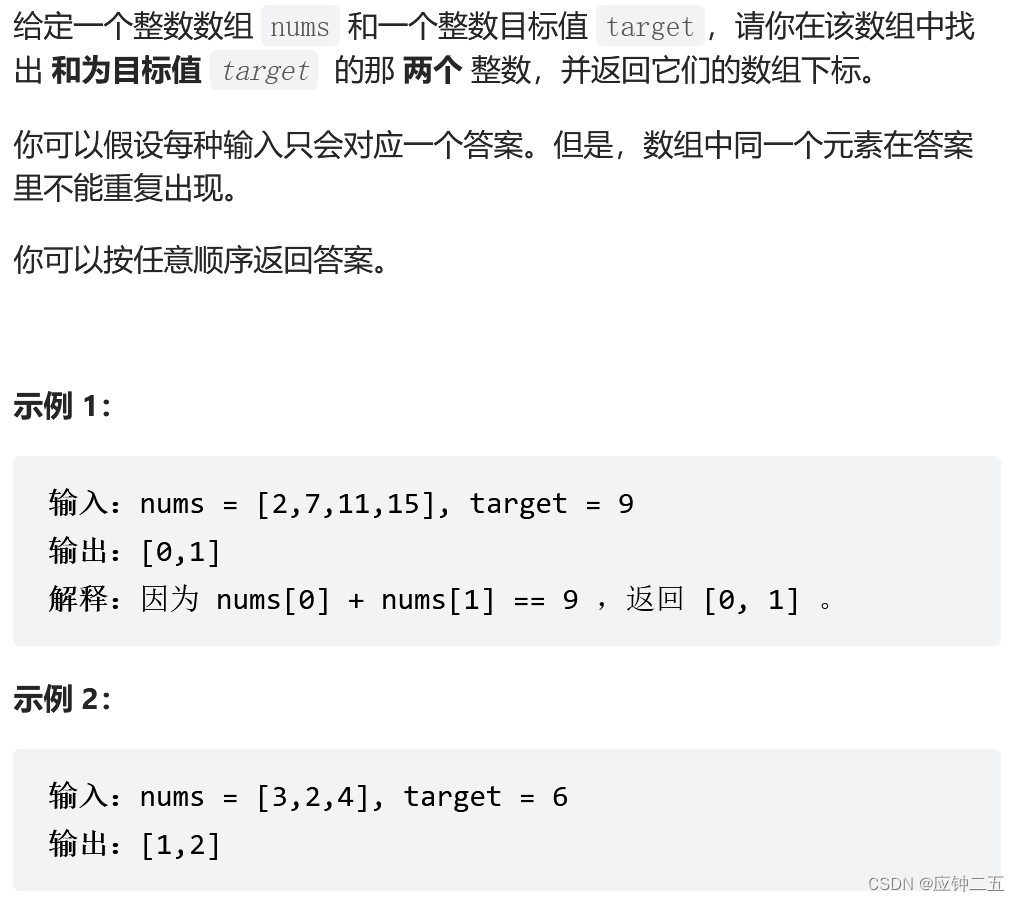 给定一个整数数组 nums 和一个整数目标值 target，请你在该数组中找
出 和为目标值 target 的那 两个 整数，并返回它们的数组下标。
你可以假设每种输入只会对应一个答案。但是，数组中同一个元素在答案
里不能重复出现。
你可以按任意顺序返回答案。
示例 1：
输入：nums = [2,7,11,15], target = 9
输出：[0,1]
解释：因为 nums[0] + nums[1] == 9 ，返回 [0, 1] 。
示例 2：
输入：nums = [3,2,4], target = 6
输出：[1,2]
CSDN @应钟二五